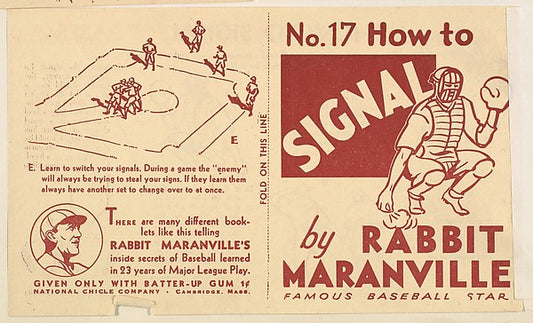 E
E. Learn to switch your signals. During a game the "enemy"
will always be trying to steal your signs. If they learn them
always have another set to change over to at once.
THERE are many different book-
lets like this telling
RABBIT MARANVILLE'S
inside secrets of Baseball learned
in 23 years of Major League Play.
GIVEN ONLY WITH BATTER-UP GUM 1¢
NATIONAL CHICLE COMPANY • CAMBRIDGE, MASS.
FOLD ON THIS LINE
No. 17 How to
SIGNAL
by RABBIT
MARANVILLE
FAMOUS BASEBALL STAR